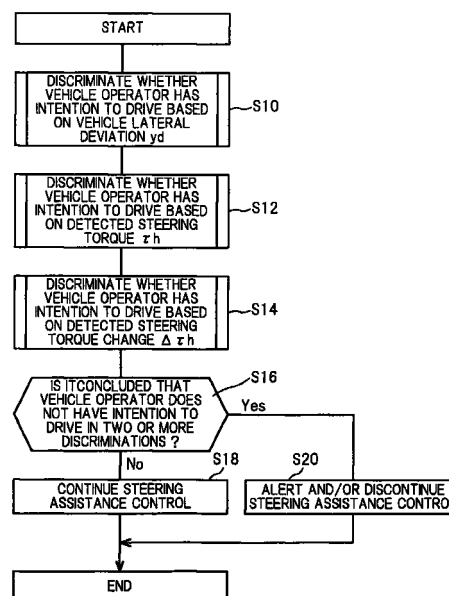 START
DISCRIMINATE WHETHER
VEHICLE OPERATOR HAS
INTENTION TO DRIVE BASED
ON VEHICLE LATERAL
DEVIATION yd
S10
DISCRIMINATE WHETHER
VEHICLE OPERATOR HAS
INTENTION TO DRIVE BASED
ON DETECTED STEERING
TORQUE τh
S12
DISCRIMINATE WHETHER
VEHICLE OPERATOR HAS
INTENTION TO DRIVE BASED
ON DETECTED STEERING
TORQUE CHANGE Δ τh
S14
S16
IS ITCONCLUDED THAT
VEHICLE OPERATOR DOES
NOT HAVE INTENTION TO
DRIVE IN TWO OR MORE
DISCRIMINATIONS ?
Yes
No
S18
CONTINUE STEERING
ASSISTANCE CONTROL
S20
ALERT AND/OR DISCONTINUE
STEERING ASSISTANCE CONTROL
END